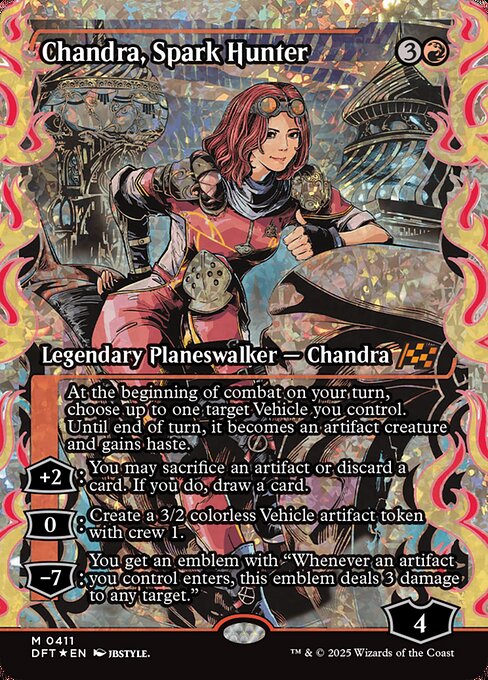 Chandra, Spark Hunter 3
Legendary Planeswalker — Chandra
At the beginning of combat on your turn,
choose up to one target Vehicle you control.
Until end of turn, it becomes an artifact creature
and gains haste.
+2: You may sacrifice an artifact or discard a
card. If you do, draw a card.
0: Create a 3/2 colorless Vehicle artifact token
with crew 1.
−7: You get an emblem with “Whenever an artifact
you control enters, this emblem deals 3 damage
to any target.”
4
M 0411
DFT★EN JBSTYLE.
™ & © 2025 Wizards of the Coast